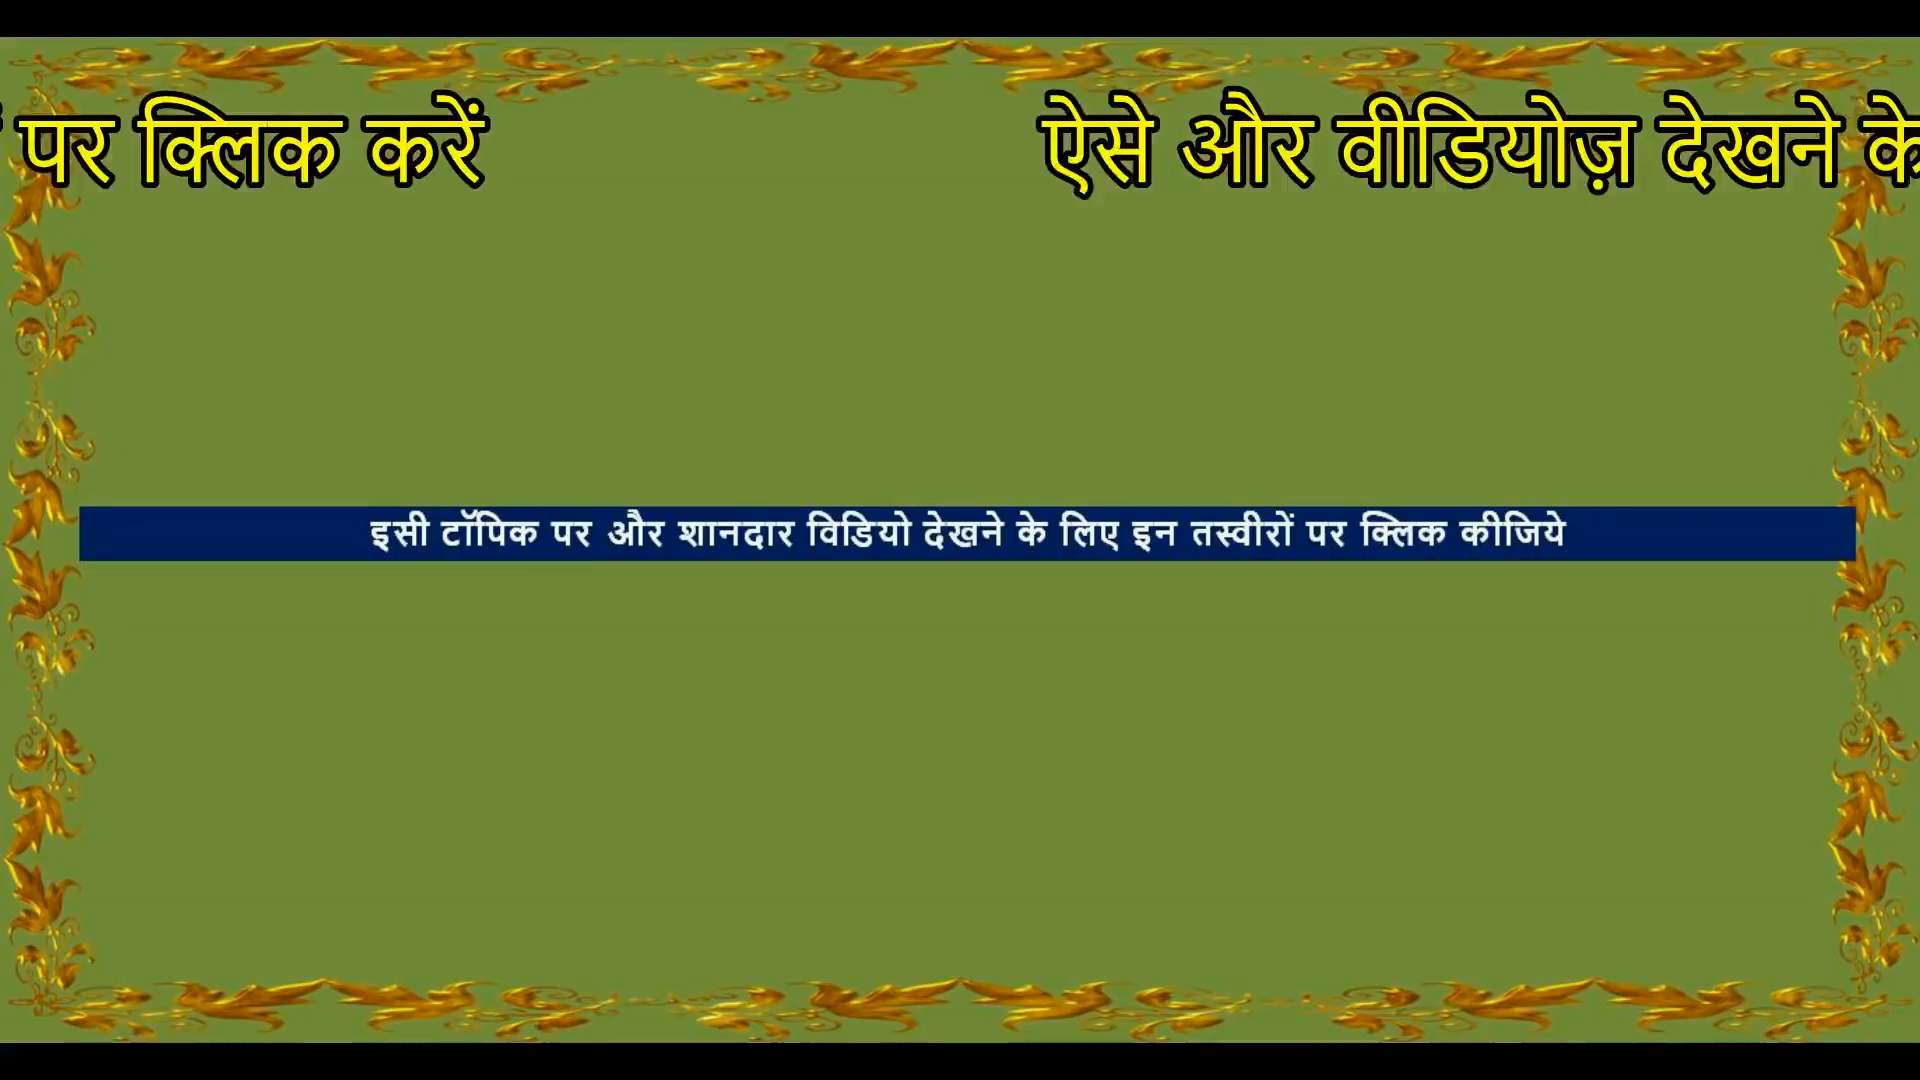 पर क्लिक करें
ऐसे और वीडियोज़ देखने के
इसी टॉपिक पर और शानदार विडियो देखने के लिए इन तस्वीरों पर क्लिक कीजिये